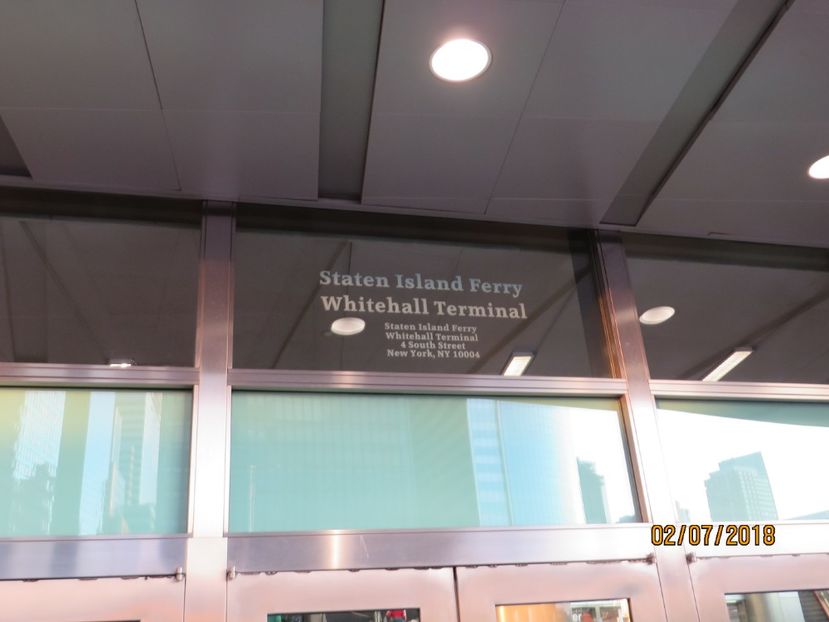 Staten Island Ferry
Whitehall Terminal
Staten Island Ferry
Whitehall Terminal
4 South Street
New York, NY 10004
02/07/2018